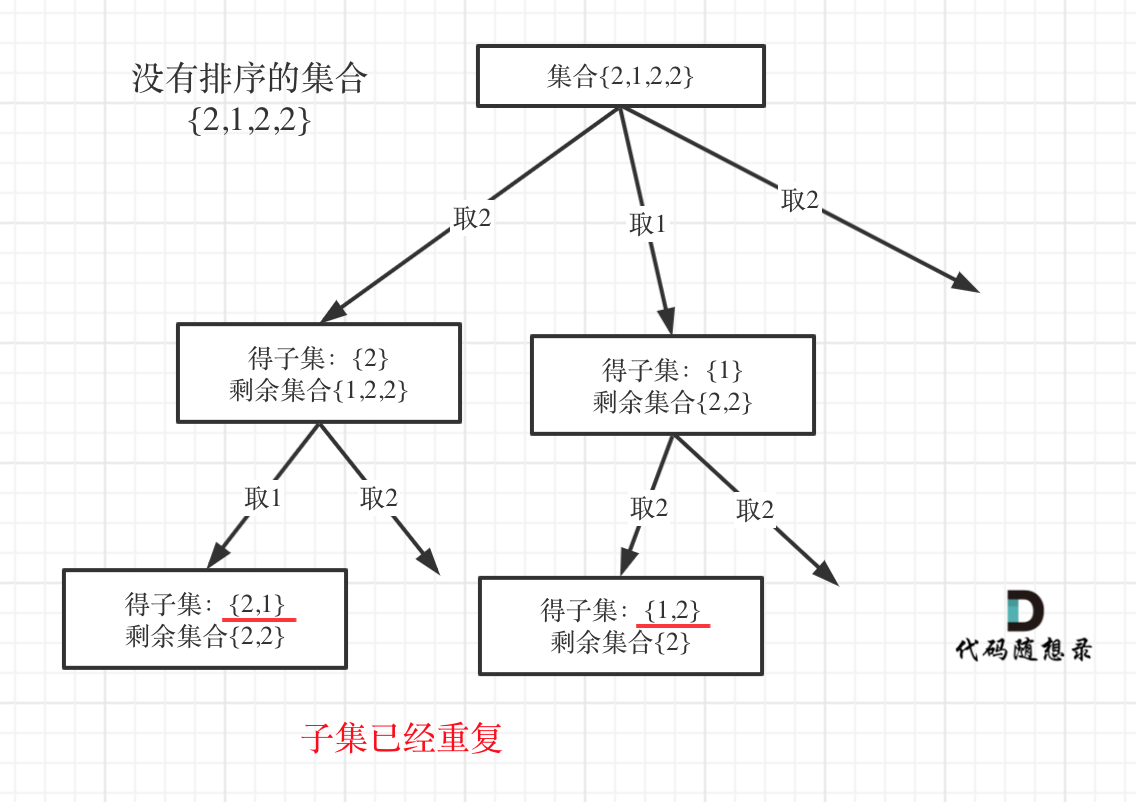 没有排序的集合
{2,1,2,2}
集合{2,1,2,2}
取2
取1
取2
得子集：{2}
剩余集合{1,2,2}
得子集：{1}
剩余集合{2,2}
取1
取2
取2
取2
得子集：{2,1}
剩余集合{2,2}
得子集：{1,2}
剩余集合{2}
代码随想录
子集已经重复